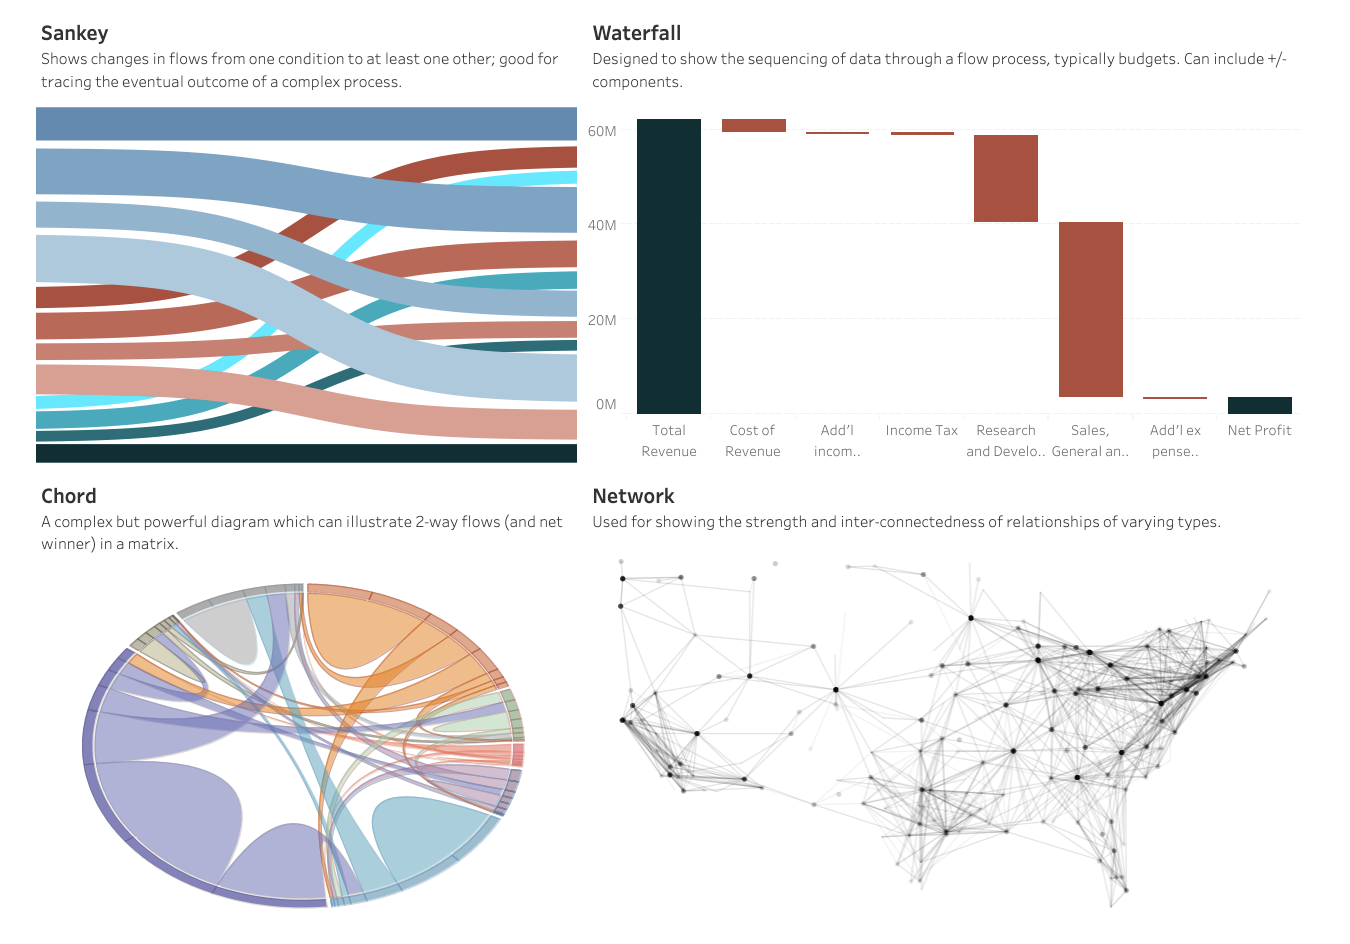 Sankey
Shows changes in flows from one condition to at least one other; good for
tracing the eventual outcome of a complex process.
Waterfall
Designed to show the sequencing of data through a flow process, typically budgets. Can include +/-
components.
60M
40M
20M
0M
Total
Revenue
Cost of
Revenue
Add'l
incom..
Income Tax
Research
and Develo..
Sales,
General an..
Add'l ex
pense..
Net Profit
Chord
A complex but powerful diagram which can illustrate 2-way flows (and net
winner) in a matrix.
Network
Used for showing the strength and inter-connectedness of relationships of varying types.